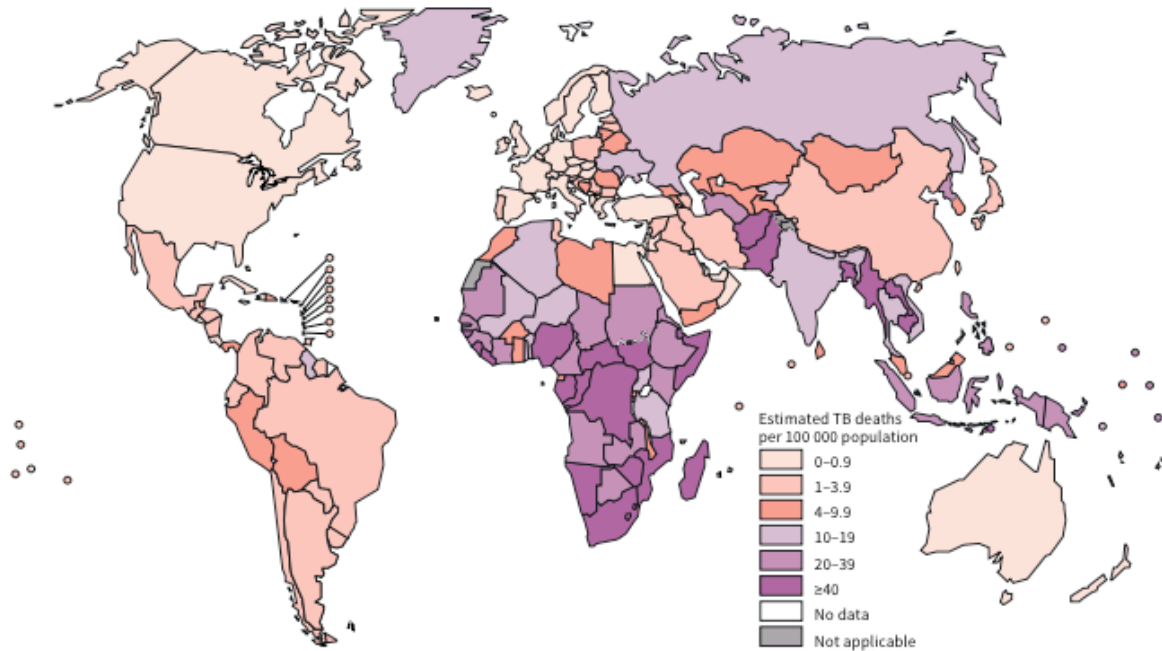 Estimated TB deaths
per 100 000 population
0–0.9
1–3.9
4–9.9
10–19
20–39
≥40
No data
Not applicable